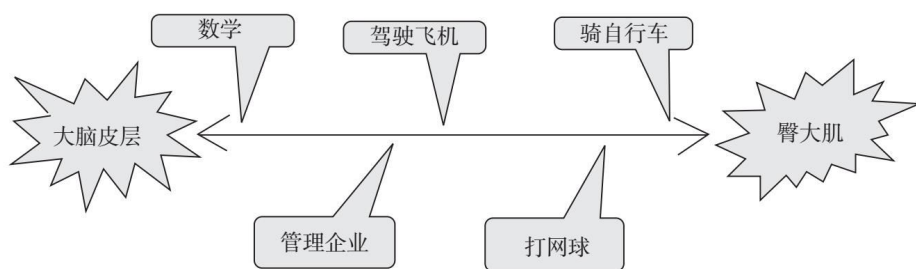 数学
驾驶飞机
骑自行车
大脑皮层
臀大肌
管理企业
打网球